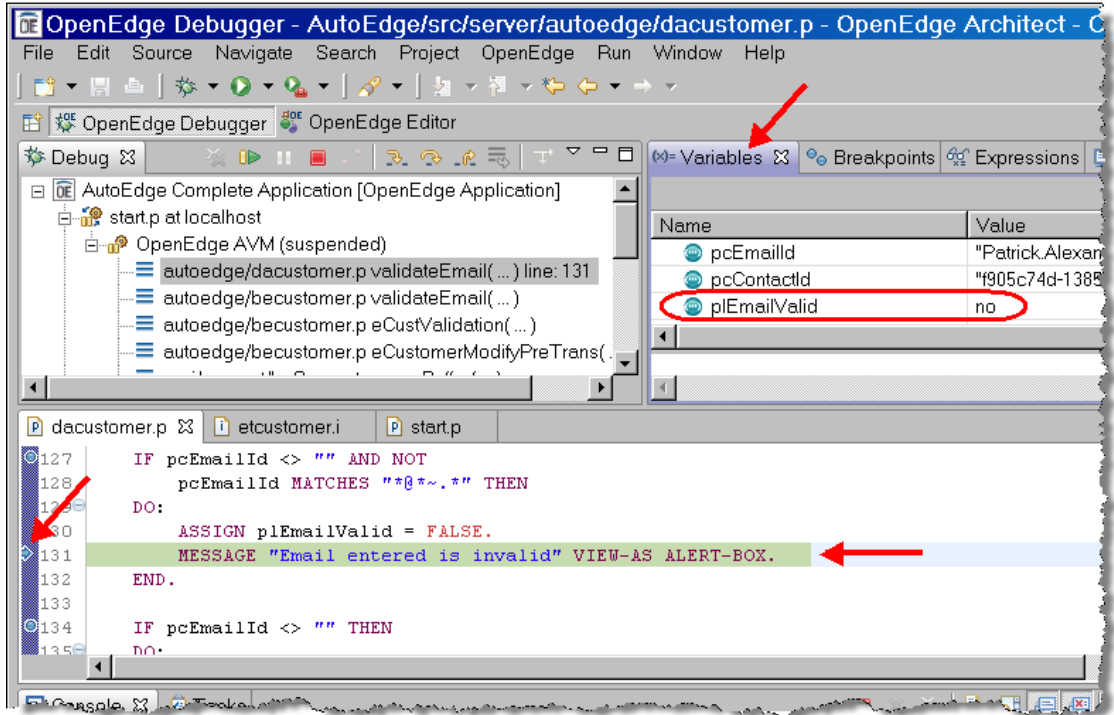 OpenEdge Debugger - AutoEdge/src/server/autoedge/dacustomer.p - OpenEdge Architect -
File Edit Source Navigate Search Project OpenEdge Run Window Help
OpenEdge Debugger OpenEdge Editor
Debug
AutoEdge Complete Application [OpenEdge Application]
start.p at localhost
OpenEdge AVM (suspended)
autoedge/dacustomer.p validateEmail( ... ) line: 131
autoedge/becustomer.p validateEmail( ... )
autoedge/becustomer.p eCustValidation( ... )
autoedge/becustomer.p eCustomerModifyPreTrans(
(x)= Variables Breakpoints Expressions
Name Value
pcEmailId "Patrick.Alexan
pcContactId "f905c74d-1385
plEmailValid no
dacustomer.p etcustomer.i start.p
127 IF pcEmailId <> "" AND NOT
128 pcEmailId MATCHES "*@*~.*" THEN
129 DO:
130 ASSIGN plEmailValid = FALSE.
131 MESSAGE "Email entered is invalid" VIEW-AS ALERT-BOX.
132 END.
133
134 IF pcEmailId <> "" THEN
135 DO:
Console Tasks